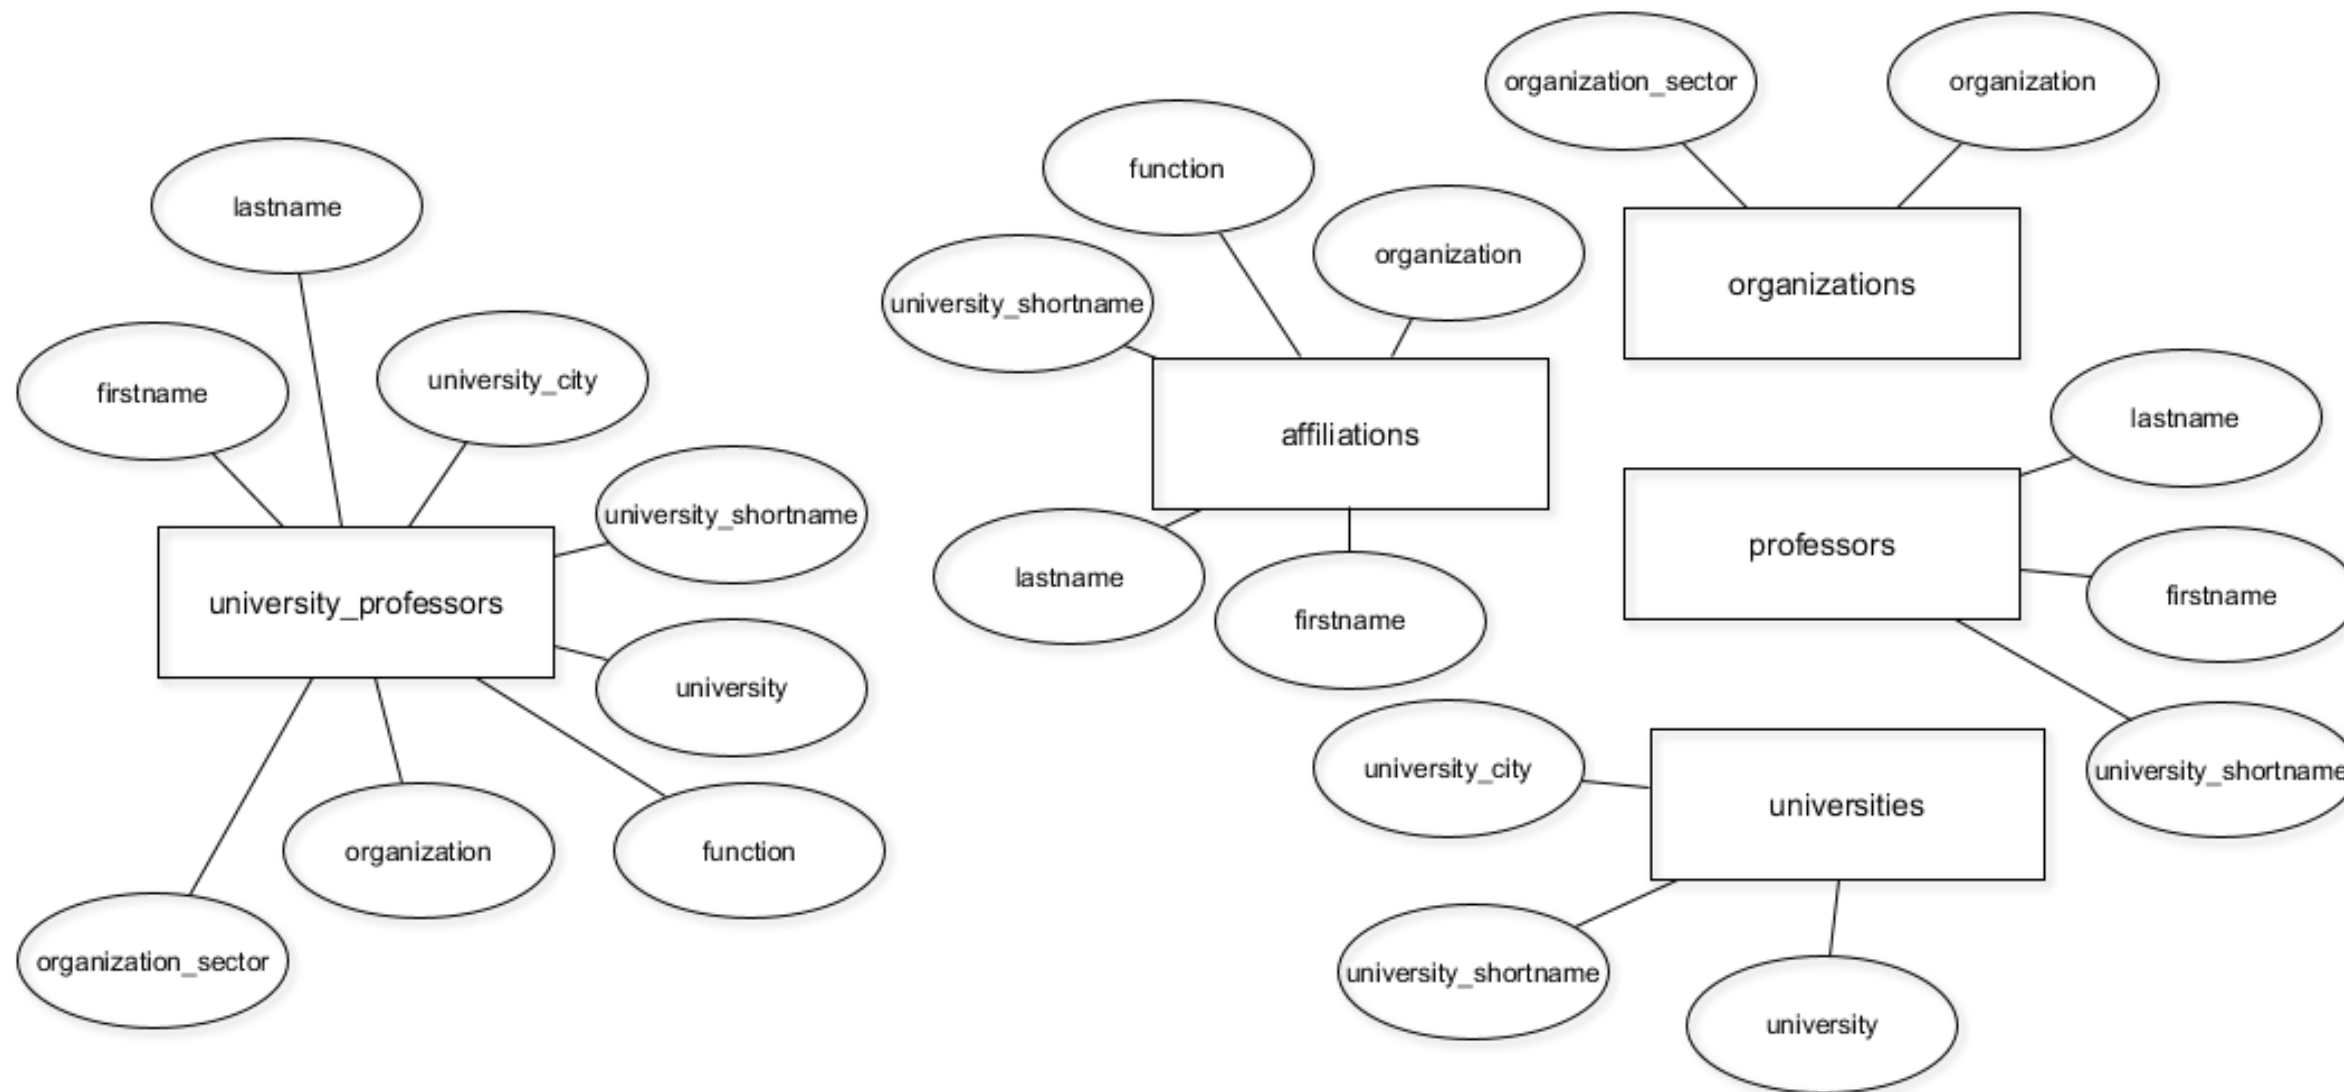 lastname
firstname
university_city
university_shortname
university_professors
university
organization
function
organization_sector
function
university_shortname
organization
affiliations
lastname
firstname
organization_sector
organization
organizations
lastname
professors
firstname
university_shortname
university_city
universities
university_shortname
university